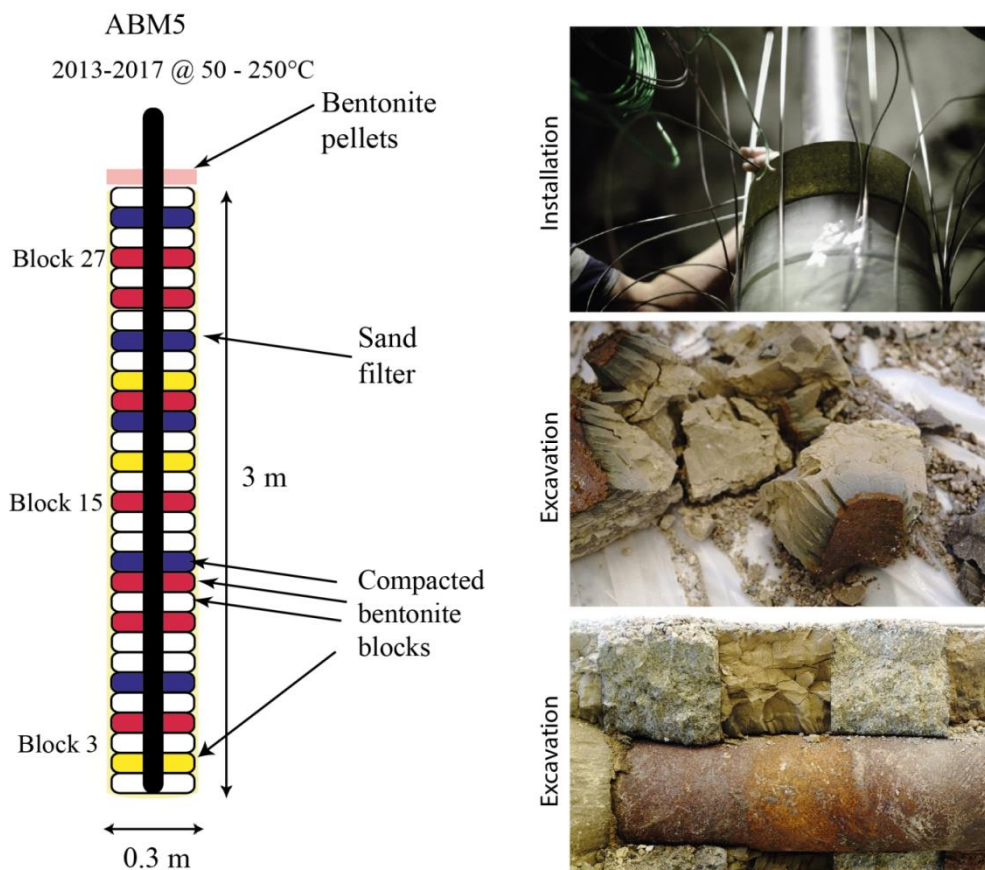 ABM5
2013-2017 @ 50 - 250°C
Bentonite
pellets
Block 27
Sand
filter
3 m
Block 15
Compacted
bentonite
blocks
Block 3
0.3 m
Installation
Excavation
Excavation